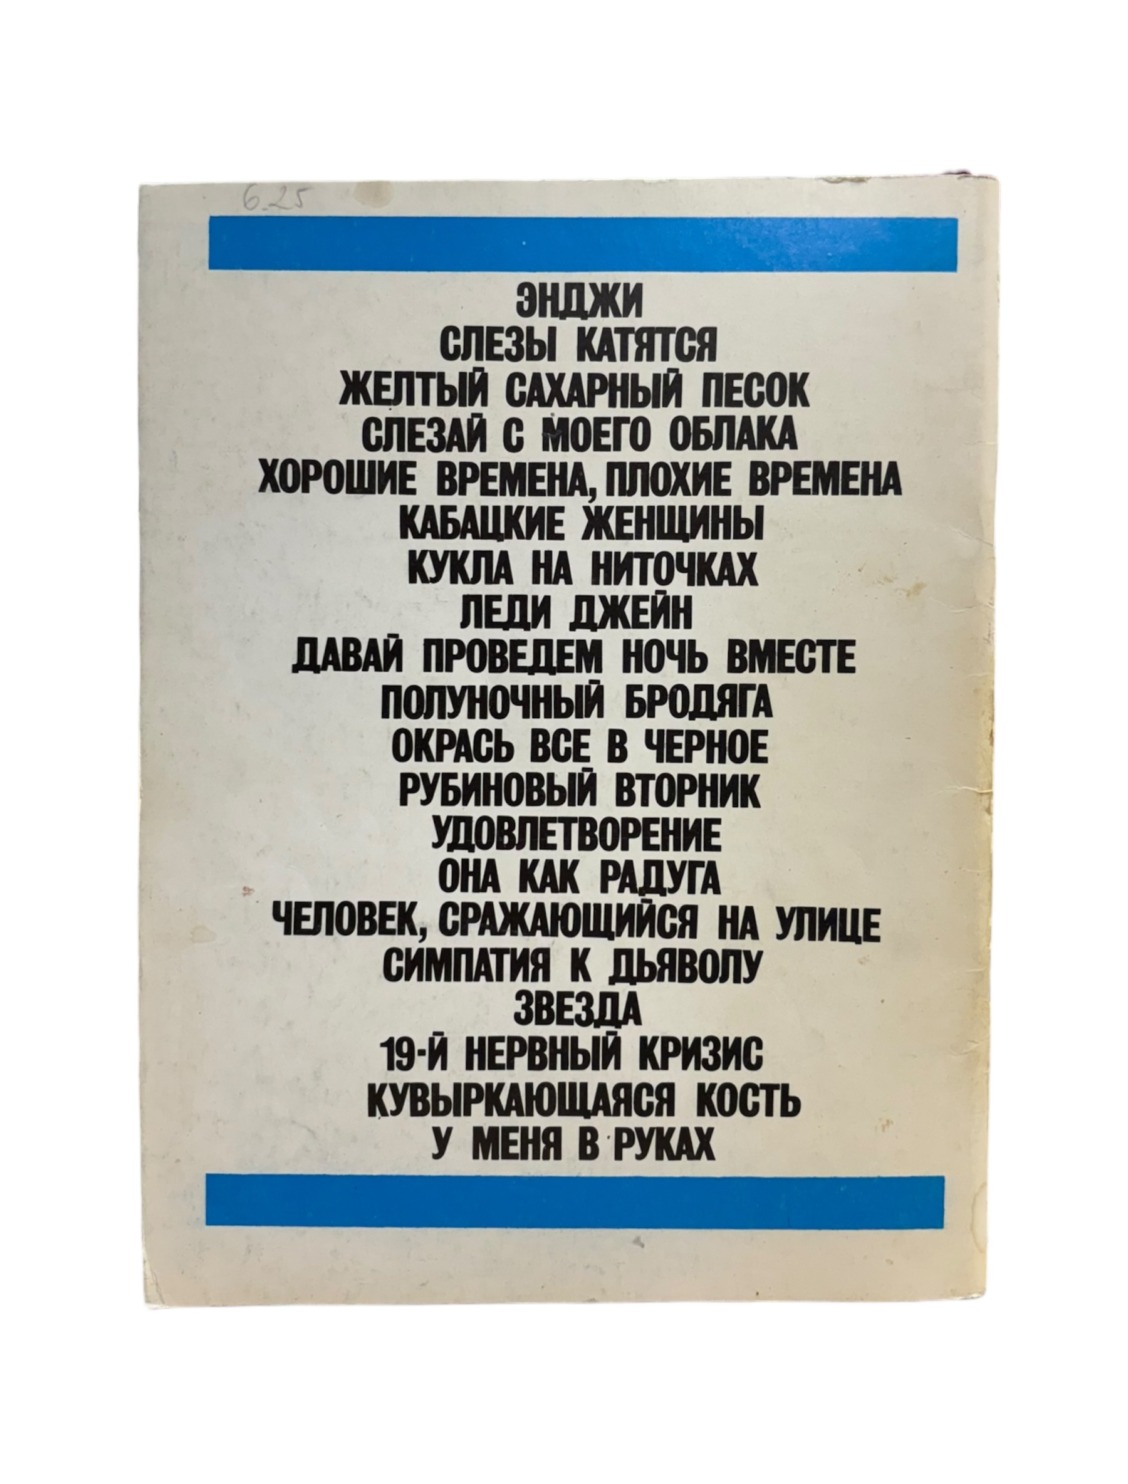 6.25
ЭНДЖИ
СЛЕЗЫ КАТЯТСЯ
ЖЕЛТЫЙ САХАРНЫЙ ПЕСОК
СЛЕЗАЙ С МОЕГО ОБЛАКА
ХОРОШИЕ ВРЕМЕНА, ПЛОХИЕ ВРЕМЕНА
КАБАЦКИЕ ЖЕНЩИНЫ
КУКЛА НА НИТОЧКАХ
ЛЕДИ ДЖЕЙН
ДАВАЙ ПРОВЕДЕМ НОЧЬ ВМЕСТЕ
ПОЛУНОЧНЫЙ БРОДЯГА
ОКРАСЬ ВСЕ В ЧЕРНОЕ
РУБИНОВЫЙ ВТОРНИК
УДОВЛЕТВОРЕНИЕ
ОНА КАК РАДУГА
ЧЕЛОВЕК, СРАЖАЮЩИЙСЯ НА УЛИЦЕ
СИМПАТИЯ К ДЬЯВОЛУ
ЗВЕЗДА
19-Й НЕРВНЫЙ КРИЗИС
КУВЫРКАЮЩАЯСЯ КОСТЬ
У МЕНЯ В РУКАХ